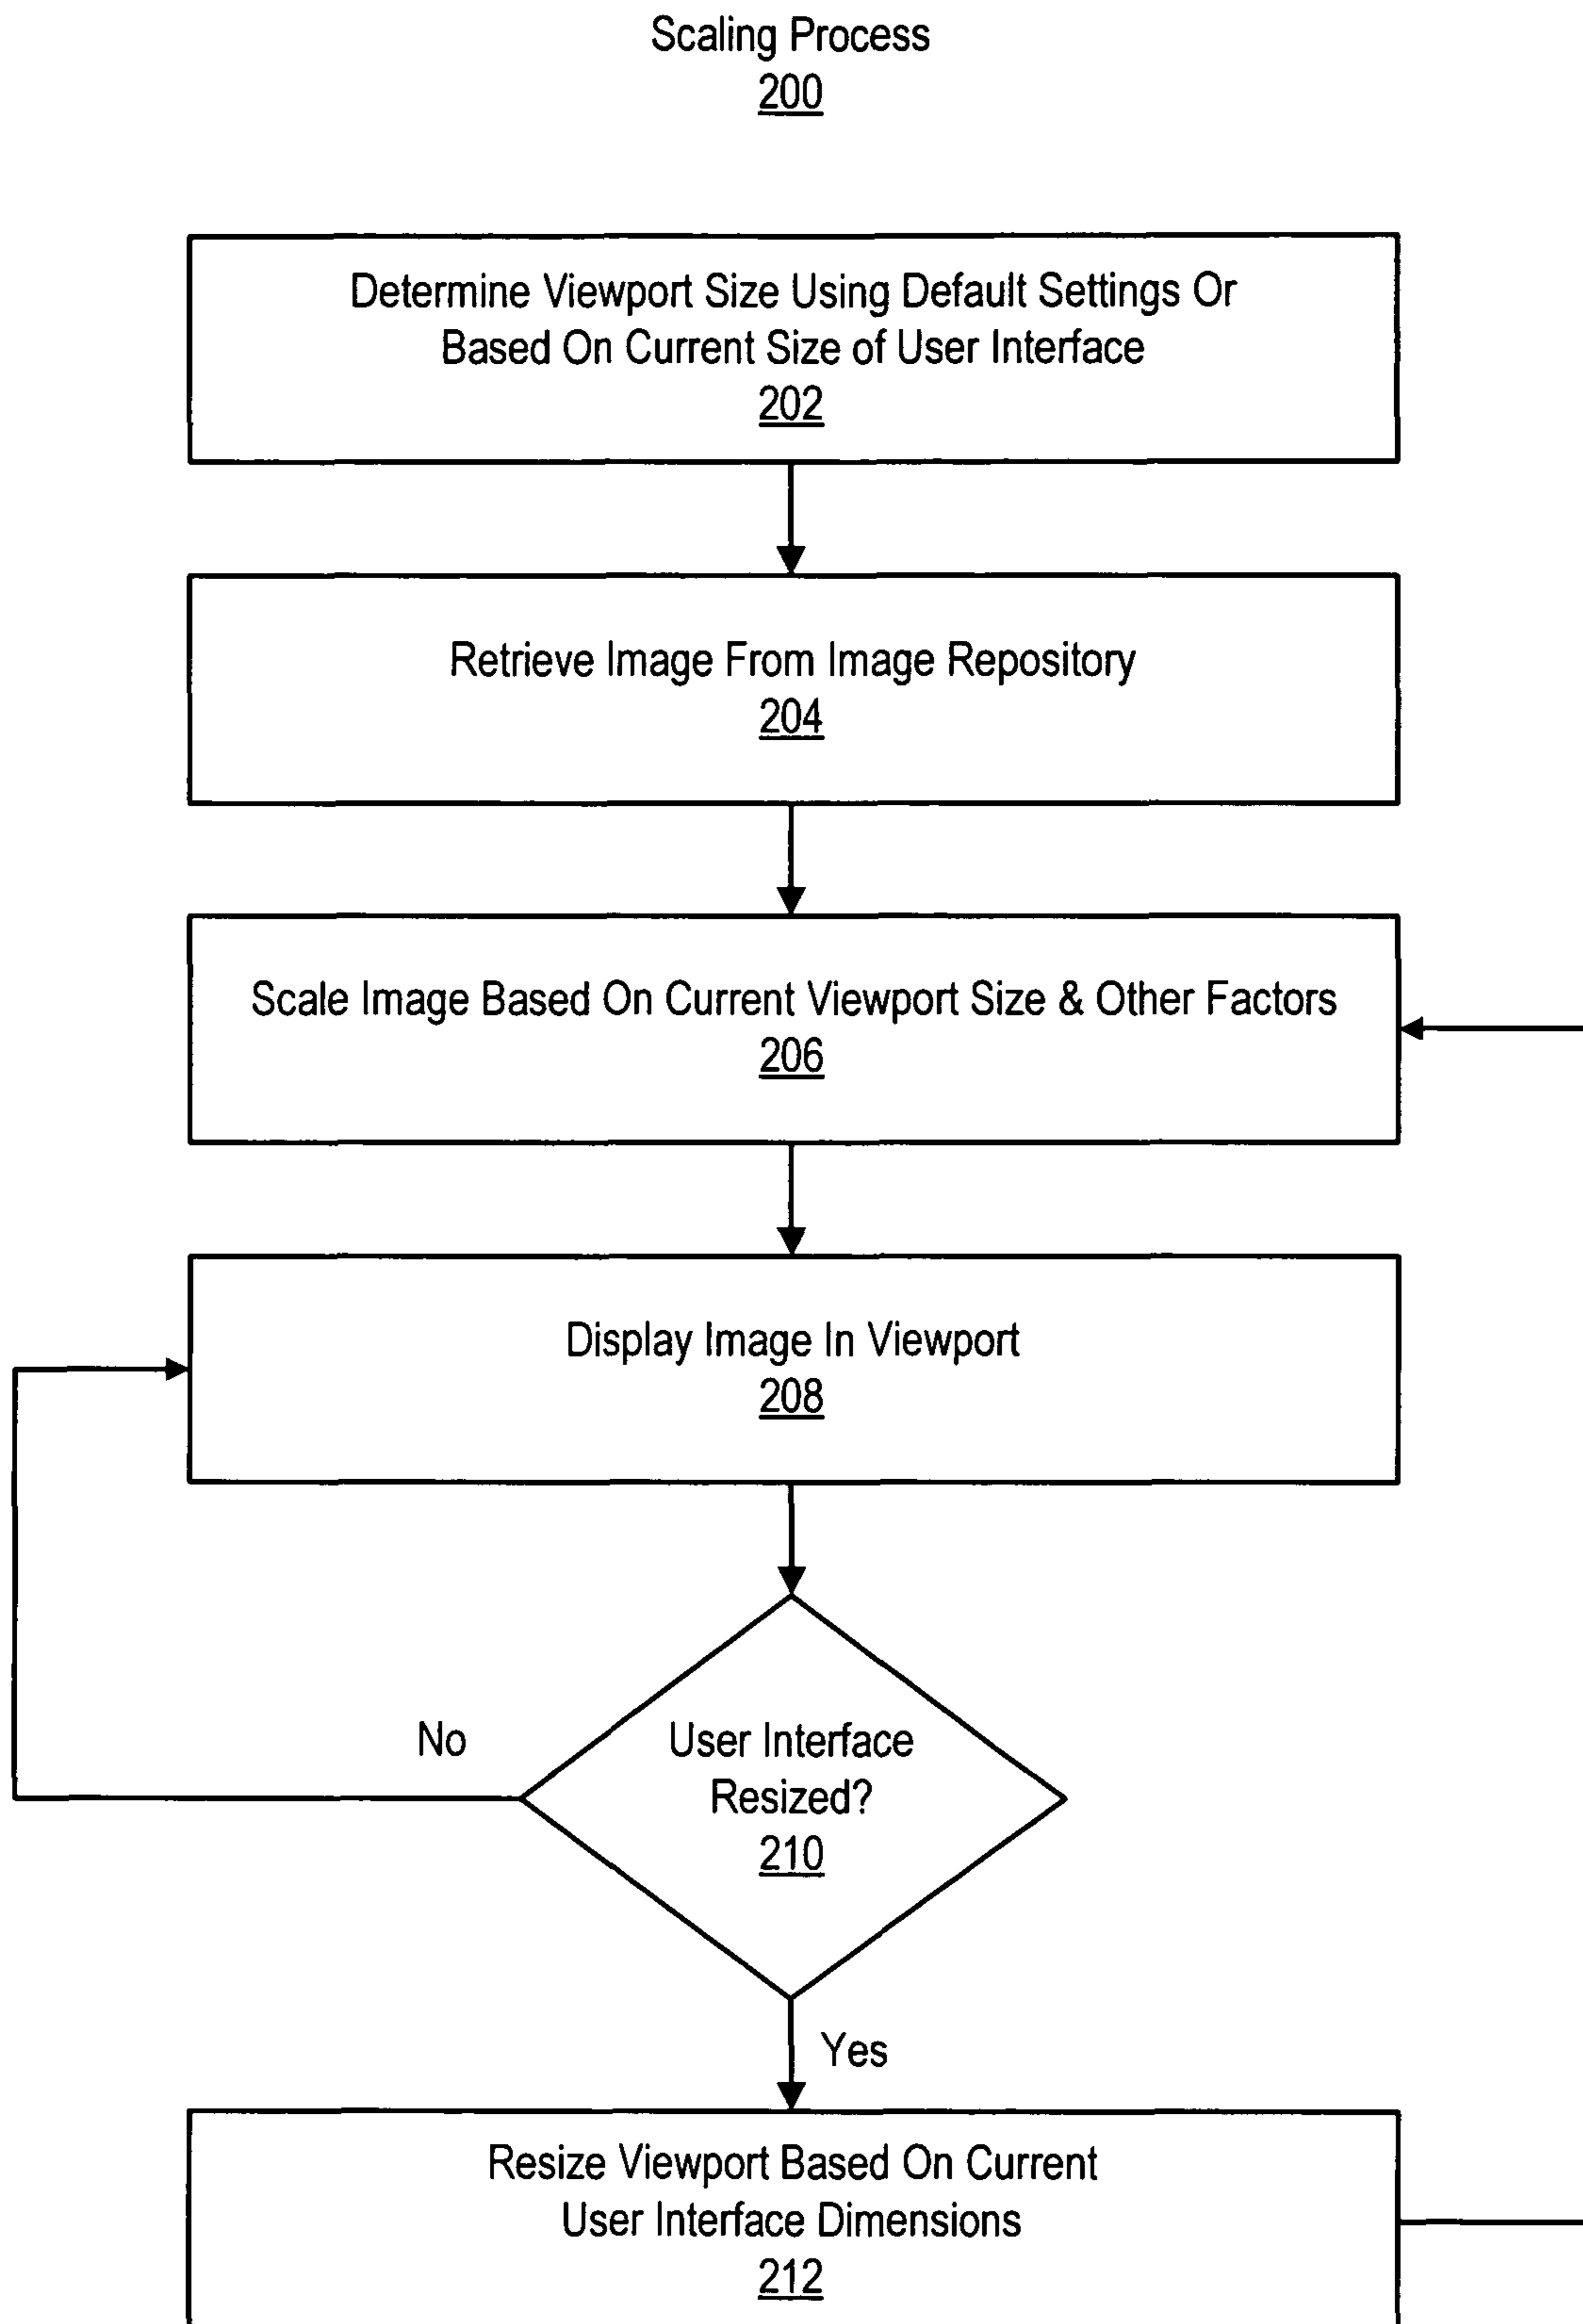 Scaling Process
200
Determine Viewport Size Using Default Settings Or
Based On Current Size of User Interface
202
Retrieve Image From Image Repository
204
Scale Image Based On Current Viewport Size & Other Factors
206
Display Image In Viewport
208
No
User Interface
Resized?
210
Yes
Resize Viewport Based On Current
User Interface Dimensions
212